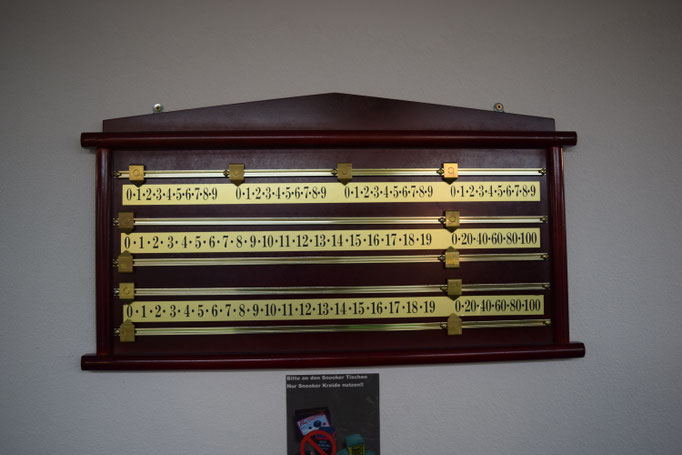 0·1·2·3·4·5·6·7·8·9 0·1·2·3·4·5·6·7·8·9 0·1·2·3·4·5·6·7·8·9 0·1·2·3·4·5·6·7·8·9
0·1·2·3·4·5·6·7·8·9·10·11·12·13·14·15·16·17·18·19 0·20·40·60·80·100
0·1·2·3·4·5·6·7·8·9·10·11·12·13·14·15·16·17·18·19 0·20·40·60·80·100
Bitte an den Snooker Tischen
Nur Snooker Kreide nutzen!!